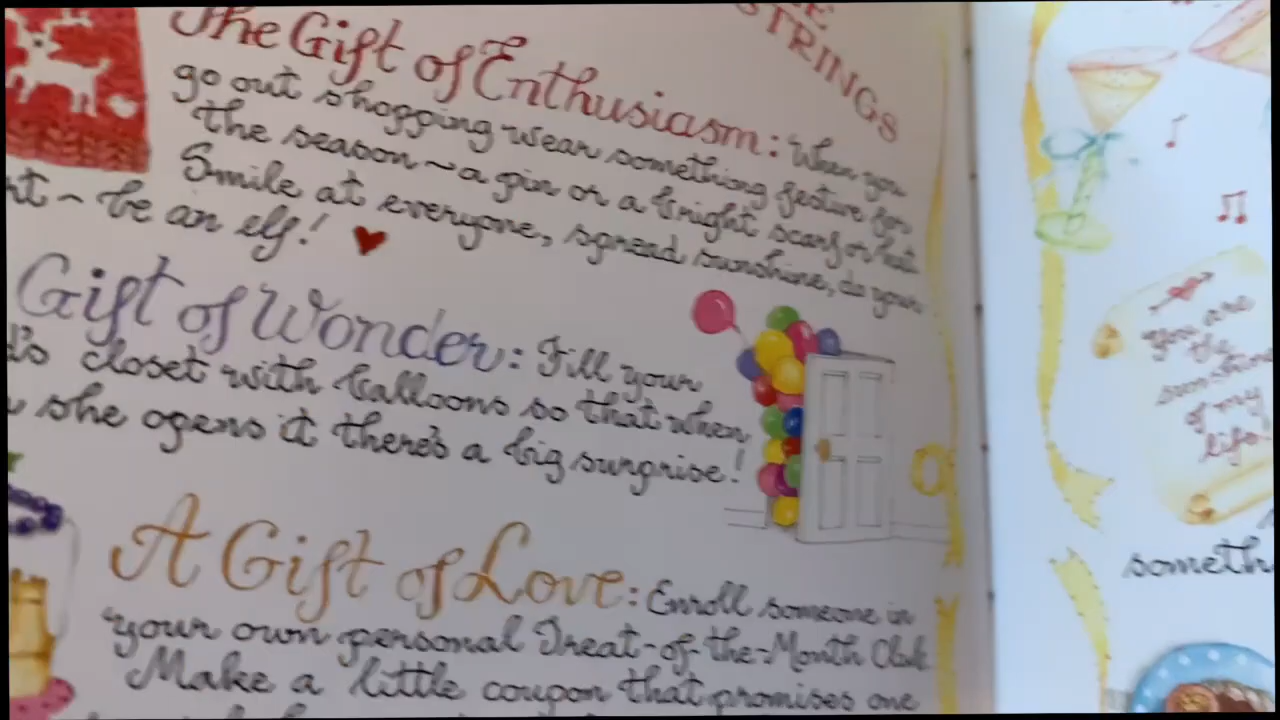 STRINGS
The Gift of Enthusiasm: When you
go out shopping wear something festive for
the season ~ a pin or a bright scarf or hat.
Smile at everyone, spread sunshine, do your
~ be an elf!
Gift of Wonder: Fill your
closet with balloons so that when
she opens it there's a big surprise!
A Gift of Love: Enroll someone in
your own personal Treat-of-the-Month Club
Make a little coupon that promises one
You are
the
sunshine
of my
life.